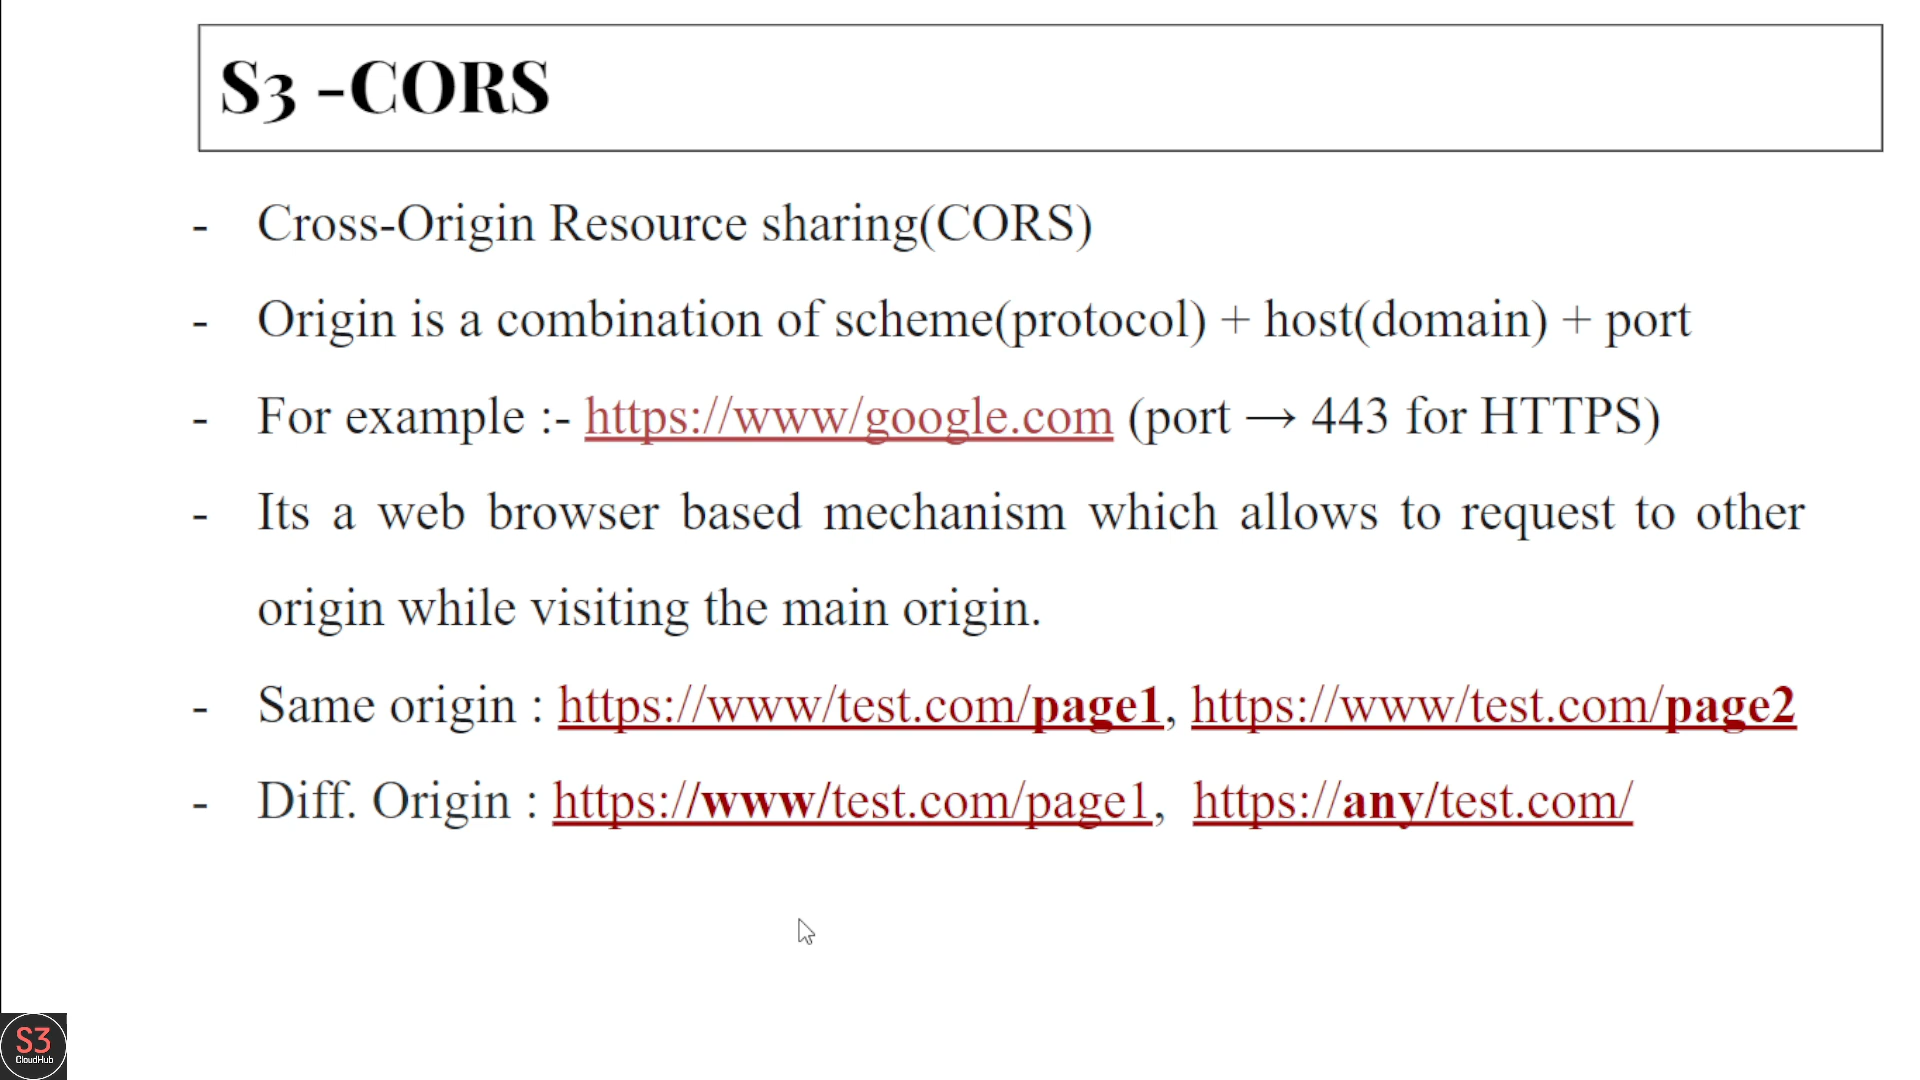 S3 -CORS
- Cross-Origin Resource sharing(CORS)
- Origin is a combination of scheme(protocol) + host(domain) + port
- For example :- https://www/google.com (port → 443 for HTTPS)
- Its a web browser based mechanism which allows to request to other
origin while visiting the main origin.
- Same origin : https://www/test.com/page1, https://www/test.com/page2
- Diff. Origin : https://www/test.com/page1, https://any/test.com/
S3
CloudHub